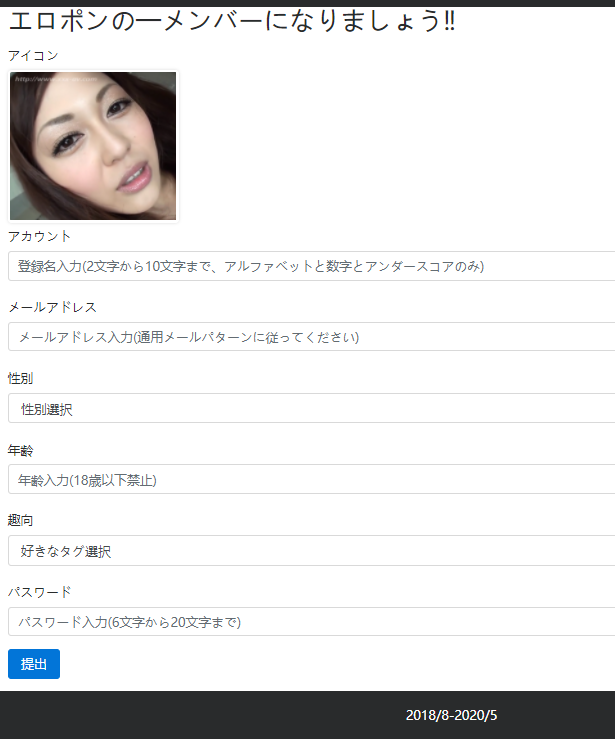 エロポンの一メンバーになりましょう!!
アイコン
アカウント
登録名入力(2文字から10文字まで、アルファベットと数字とアンダースコアのみ)
メールアドレス
メールアドレス入力(通用メールパターンに従ってください)
性別
性別選択
年齢
年齢入力(18歳以下禁止)
趣向
好きなタグ選択
パスワード
パスワード入力(6文字から20文字まで)
提出
2018/8-2020/5